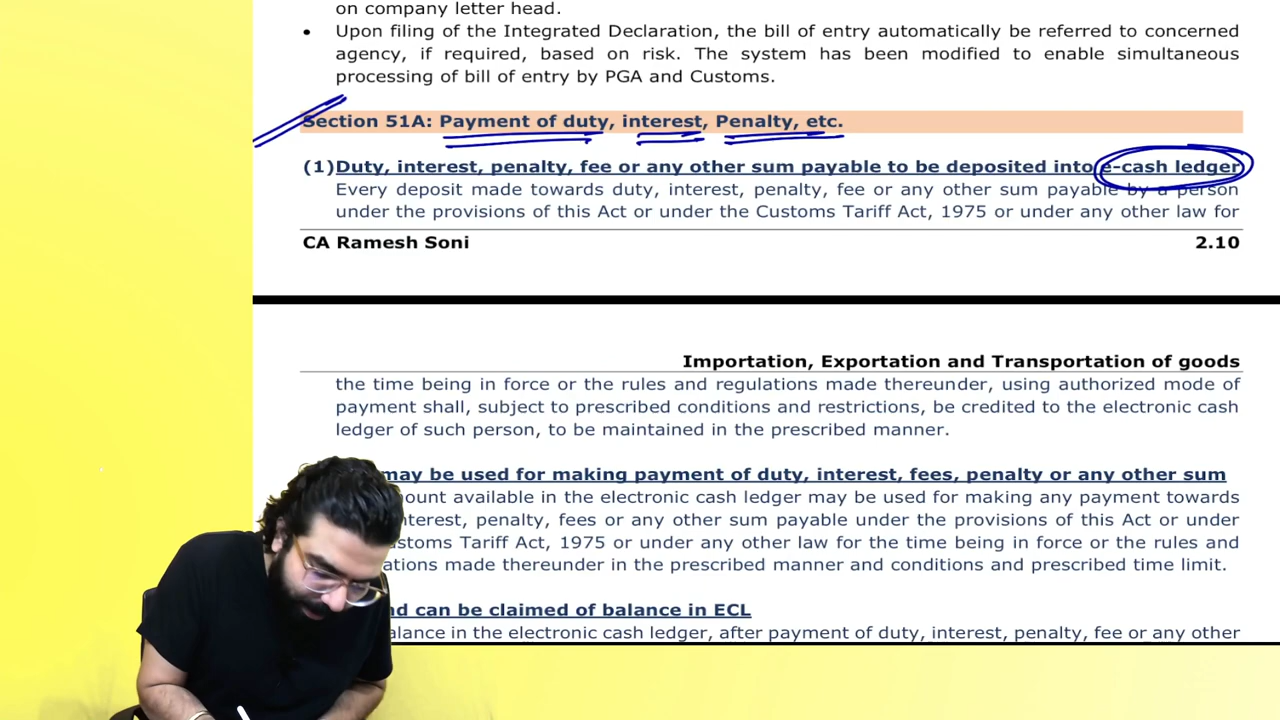 on company letter head.
• Upon filing of the Integrated Declaration, the bill of entry automatically be referred to concerned
agency, if required, based on risk. The system has been modified to enable simultaneous
processing of bill of entry by PGA and Customs.
Section 51A: Payment of duty, interest, Penalty, etc.
(1) Duty, interest, penalty, fee or any other sum payable to be deposited into e-cash ledger
Every deposit made towards duty, interest, penalty, fee or any other sum payable by a person
under the provisions of this Act or under the Customs Tariff Act, 1975 or under any other law for
CA Ramesh Soni 2.10
Importation, Exportation and Transportation of goods
the time being in force or the rules and regulations made thereunder, using authorized mode of
payment shall, subject to prescribed conditions and restrictions, be credited to the electronic cash
ledger of such person, to be maintained in the prescribed manner.
may be used for making payment of duty, interest, fees, penalty or any other sum
available in the electronic cash ledger may be used for making any payment towards
penalty, fees or any other sum payable under the provisions of this Act or under
Tariff Act, 1975 or under any other law for the time being in force or the rules and
made thereunder in the prescribed manner and conditions and prescribed time limit.
can be claimed of balance in ECL
in the electronic cash ledger, after payment of duty, interest, penalty, fee or any other